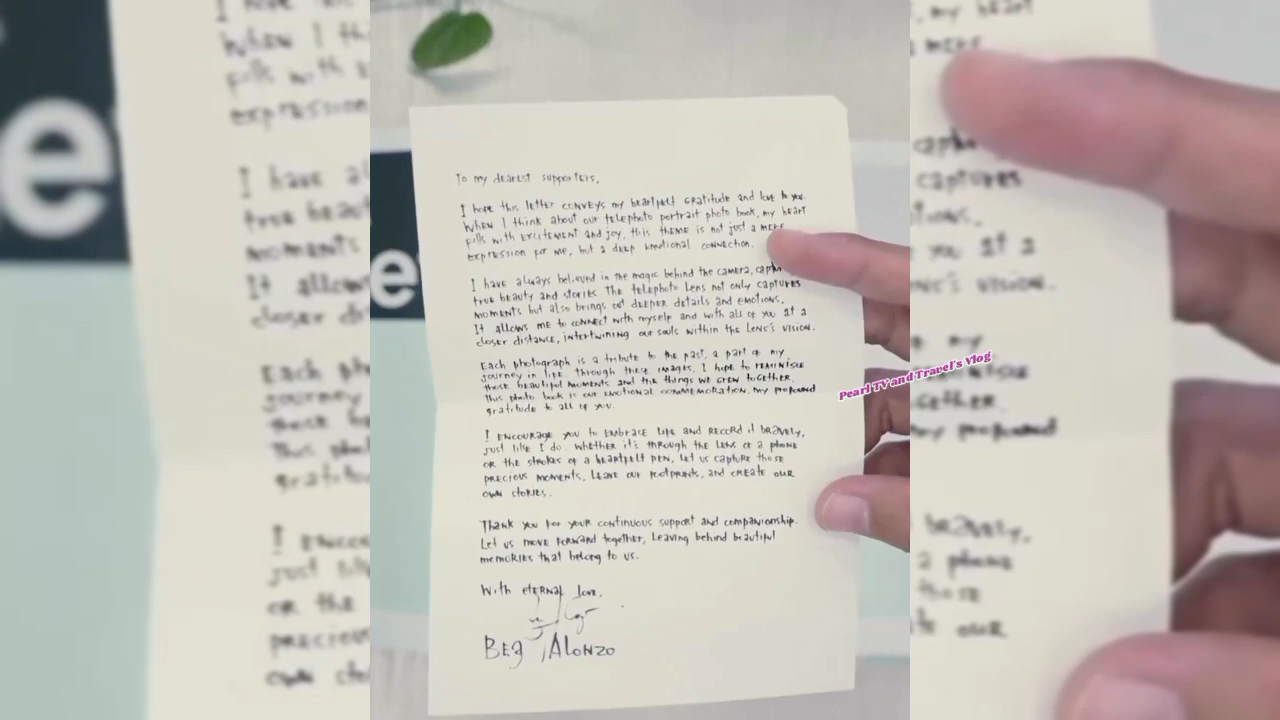 To my dearest supporters,
I hope this letter conveys my heartfelt gratitude and love to you.
When I think about our telephoto portrait photo book, my heart
fills with excitement and joy, this theme is not just a mere
expression for me, but a deep emotional connection.
I have always believed in the magic behind the camera,
true beauty and stories. The telephoto lens not only captures
moments but also brings out deeper details and emotions.
It allows me to connect with myself and with all of you at a
closer distance, intertwining our souls within the lens's vision.
Each photograph is a tribute to the past, a part of my
journey in life through these images. I hope to reminisce
those beautiful moments and the things we grew together.
This photo book is our emotional commemoration, my profound
gratitude to all of you.
I encourage you to embrace life and record it bravely,
just like I do. Whether it's through the lens of a phone
or the strokes of a heartfelt pen, let us capture those
precious moments, leave our footprints, and create our
own stories.
Thank you for your continuous support and companionship.
Let us move forward together, leaving behind beautiful
memories that belong to us.
With eternal love,
Bea Alonzo
Pearl TV and Travel's Vlog